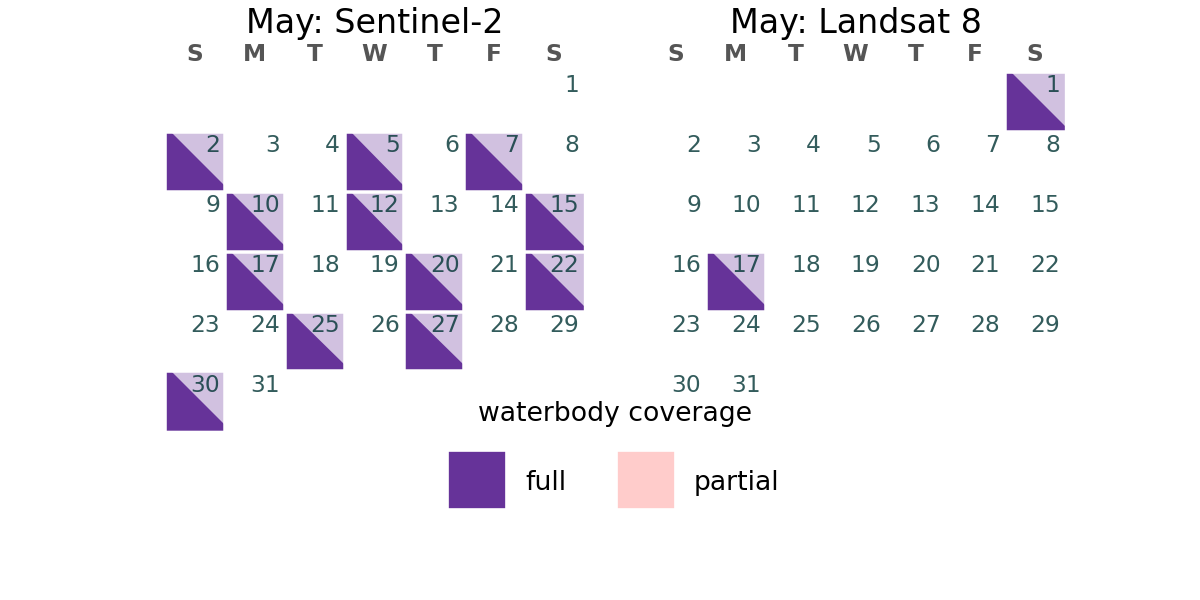 May: Sentinel-2
S M T W T F S
1
2 3 4 5 6 7 8
9 10 11 12 13 14 15
16 17 18 19 20 21 22
23 24 25 26 27 28 29
30 31
May: Landsat 8
S M T W T F S
1
2 3 4 5 6 7 8
9 10 11 12 13 14 15
16 17 18 19 20 21 22
23 24 25 26 27 28 29
30 31
waterbody coverage
full
partial